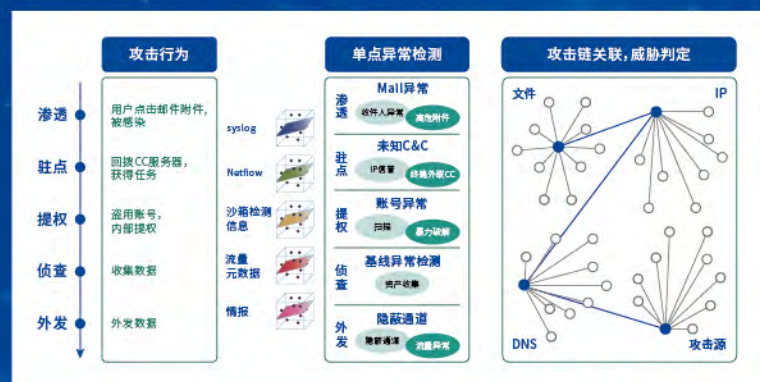 攻击行为
单点异常检测
攻击链关联,威胁判定
渗透
驻点
提权
侦查
外发
用户点击邮件附件,
被感染
回拨CC服务器,
获得任务
盗用账号,
内部提权
收集数据
外发数据
syslog
Netflow
沙箱检测
信息
流量
元数据
情报
渗透
Mail异常
收件人异常
高危附件
驻点
未知C&C
IP信誉
终端外联CC
提权
账号异常
扫描
暴力破解
侦查
基线异常检测
资产收集
外发
隐蔽通道
隐蔽通道
流量异常
文件
IP
DNS
攻击源